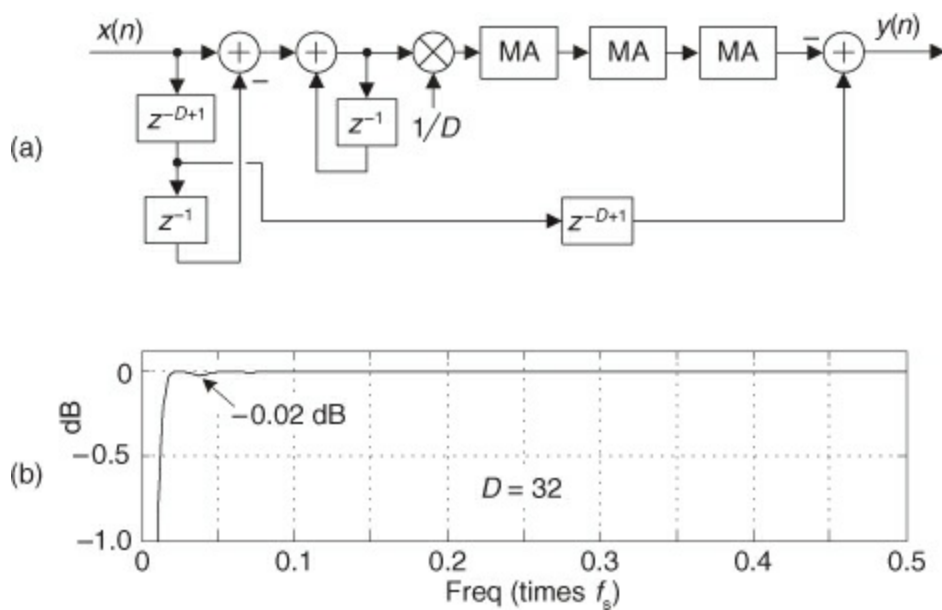 x(n)
+
−
+
1/D
MA
MA
MA
−
+
y(n)
z⁻ᴰ⁺¹
z⁻¹
z⁻¹
z⁻ᴰ⁺¹
(a)
(b)
dB
0
−0.5
−1.0
−0.02 dB
D = 32
0
0.1
0.2
0.3
0.4
0.5
Freq (times fₛ)